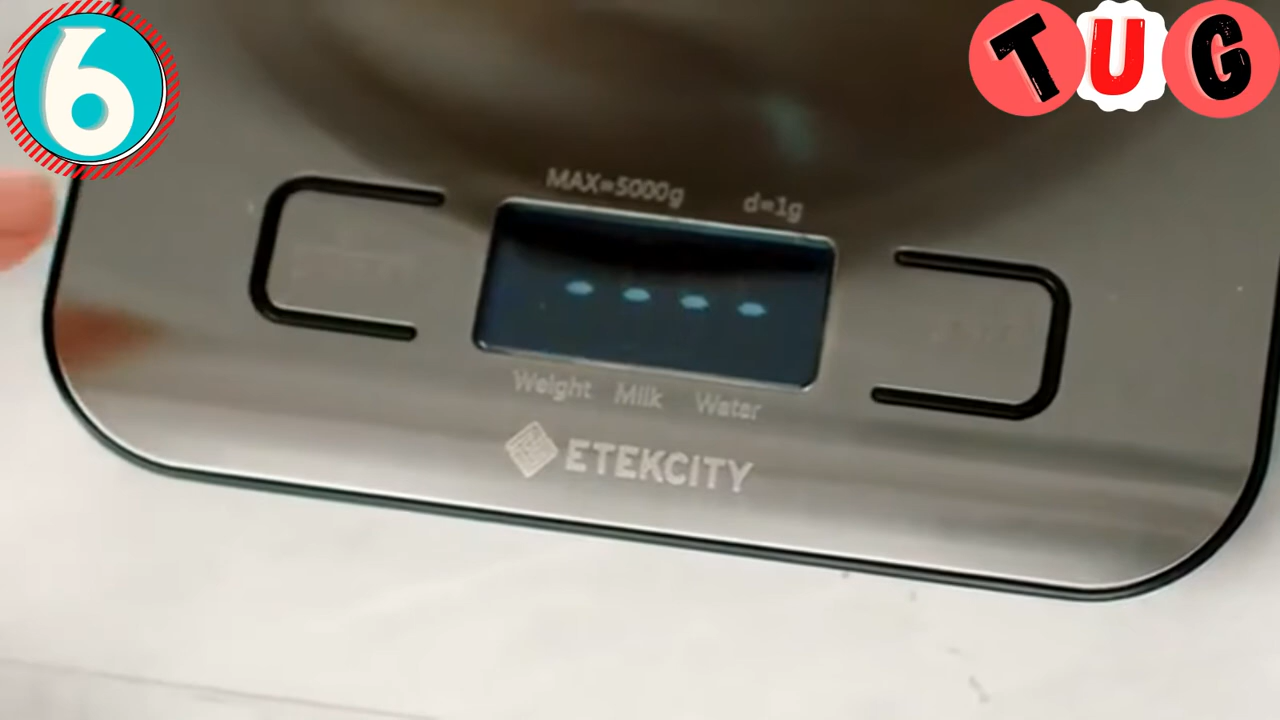 6
TUG
MAX=5000g d=1g
- - - -
Weight Milk Water
ETEKCITY